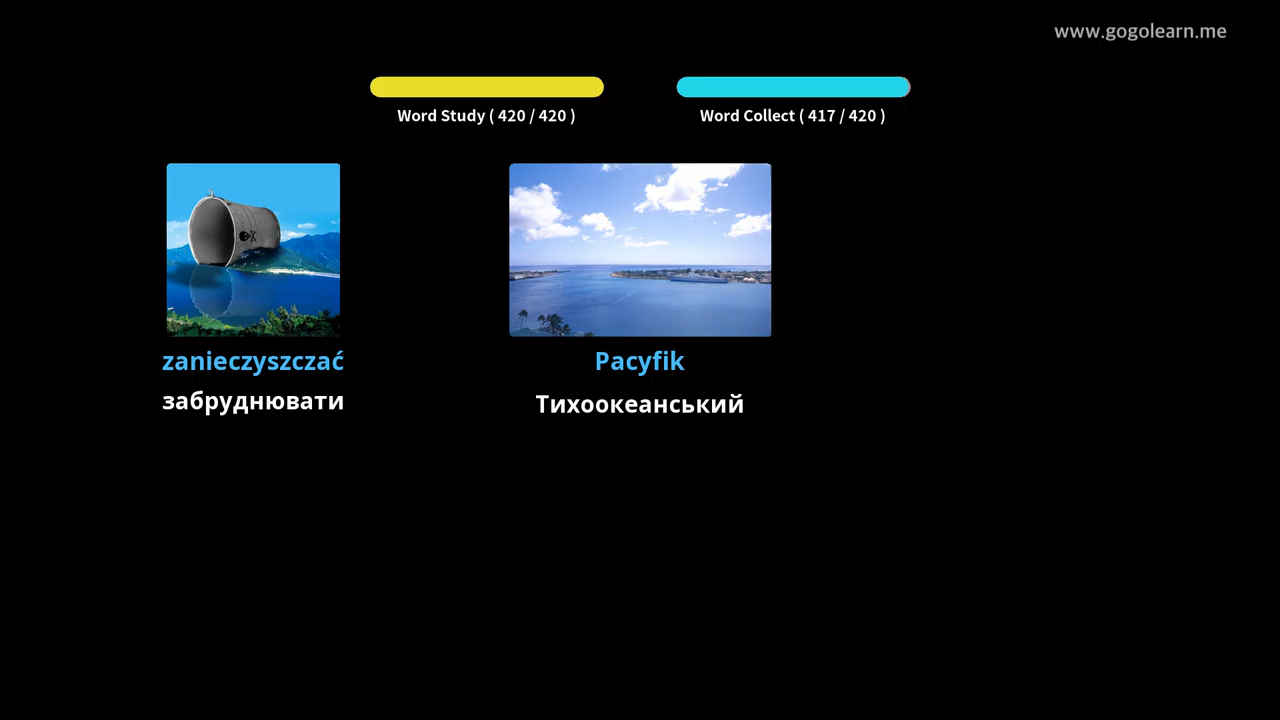 www.gogolearn.me
Word Study ( 420 / 420 )
Word Collect ( 417 / 420 )
zanieczyszczać
забруднювати
Pacyfik
Тихоокеанський